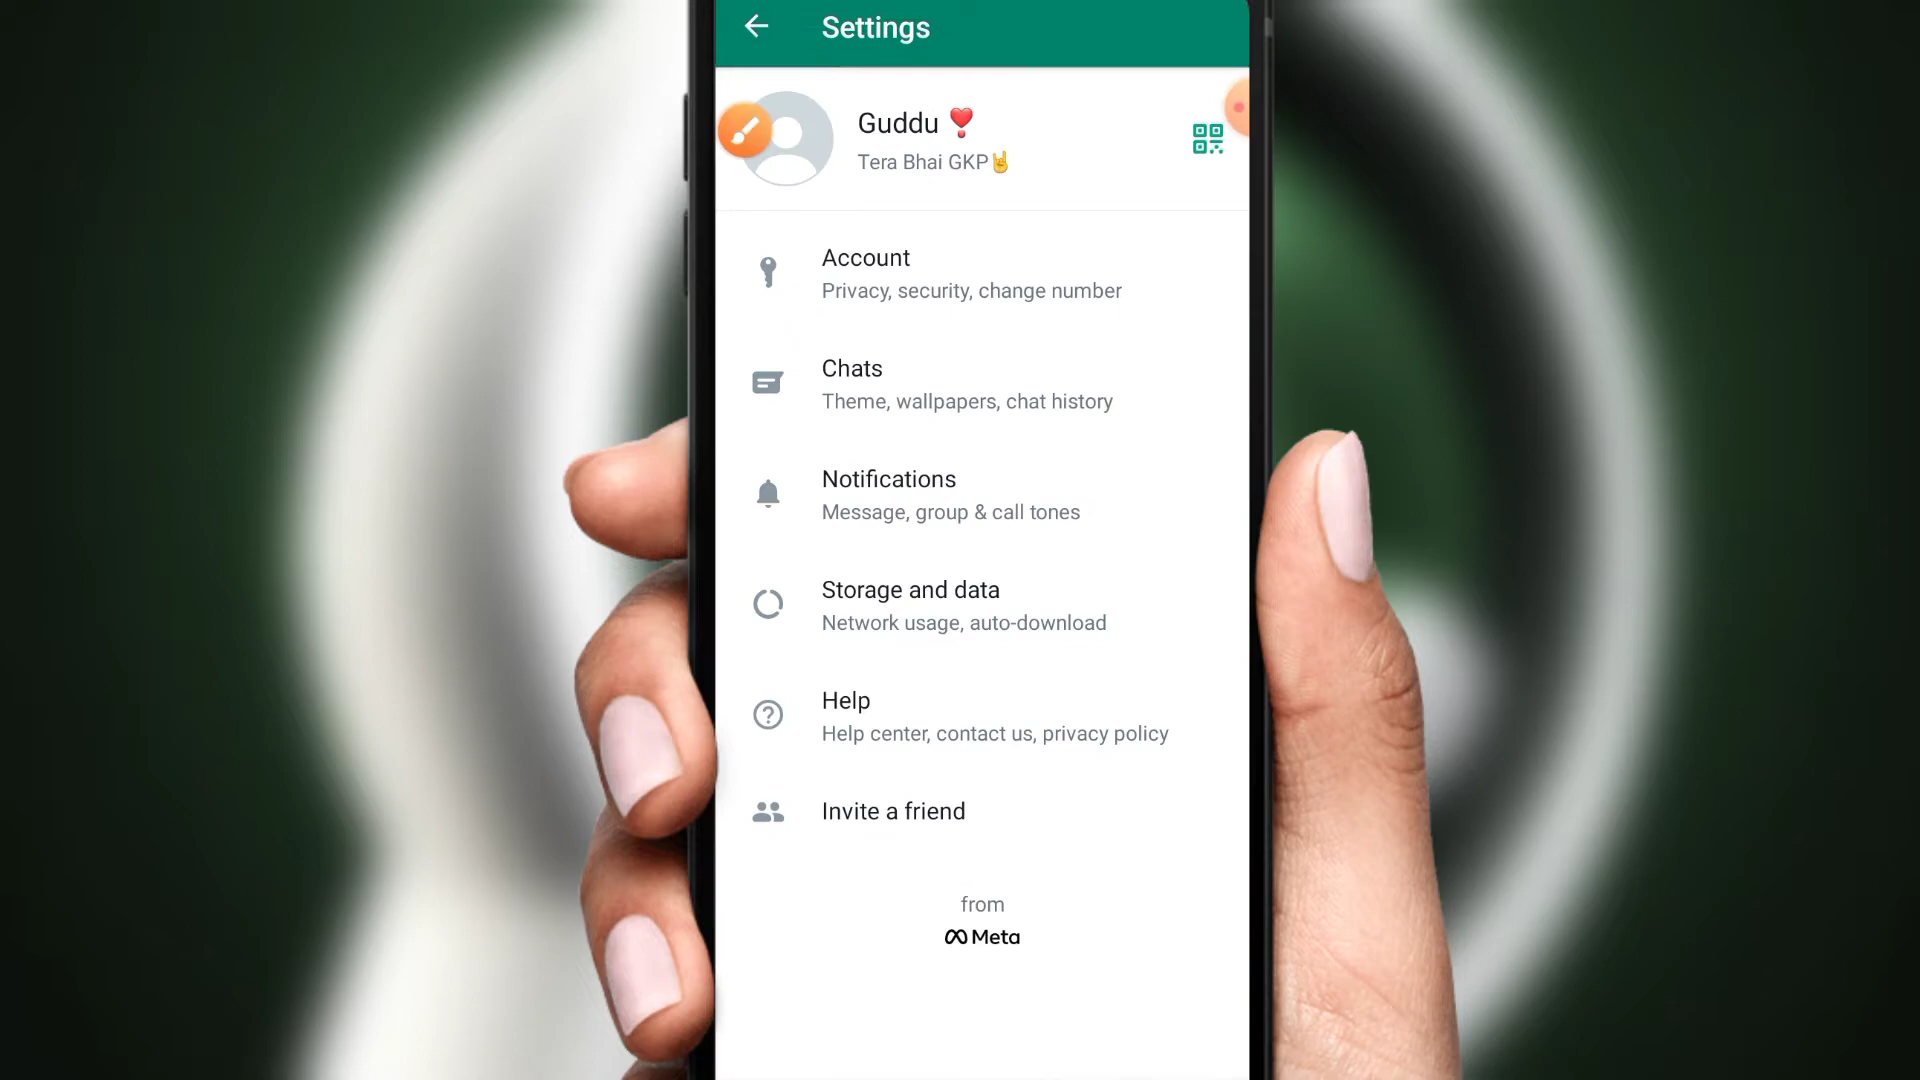 Settings
Guddu ❣️
Tera Bhai GKP🤘
Account
Privacy, security, change number
Chats
Theme, wallpapers, chat history
Notifications
Message, group & call tones
Storage and data
Network usage, auto-download
Help
Help center, contact us, privacy policy
Invite a friend
from
Meta